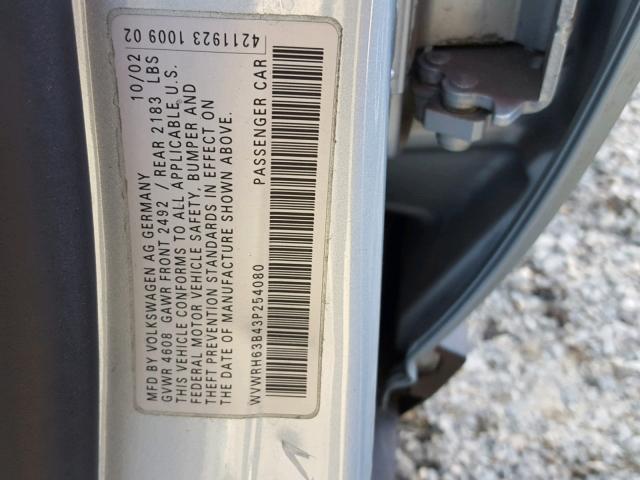 MFD BY VOLKSWAGEN AG GERMANY 10/02
GVWR 4608 GAWR FRONT 2492 / REAR 2183 LBS
THIS VEHICLE CONFORMS TO ALL APPLICABLE U.S.
FEDERAL MOTOR VEHICLE SAFETY, BUMPER AND
THEFT PREVENTION STANDARDS IN EFFECT ON
THE DATE OF MANUFACTURE SHOWN ABOVE.
WVWRH63B43P254080 PASSENGER CAR
4211923 1009 02